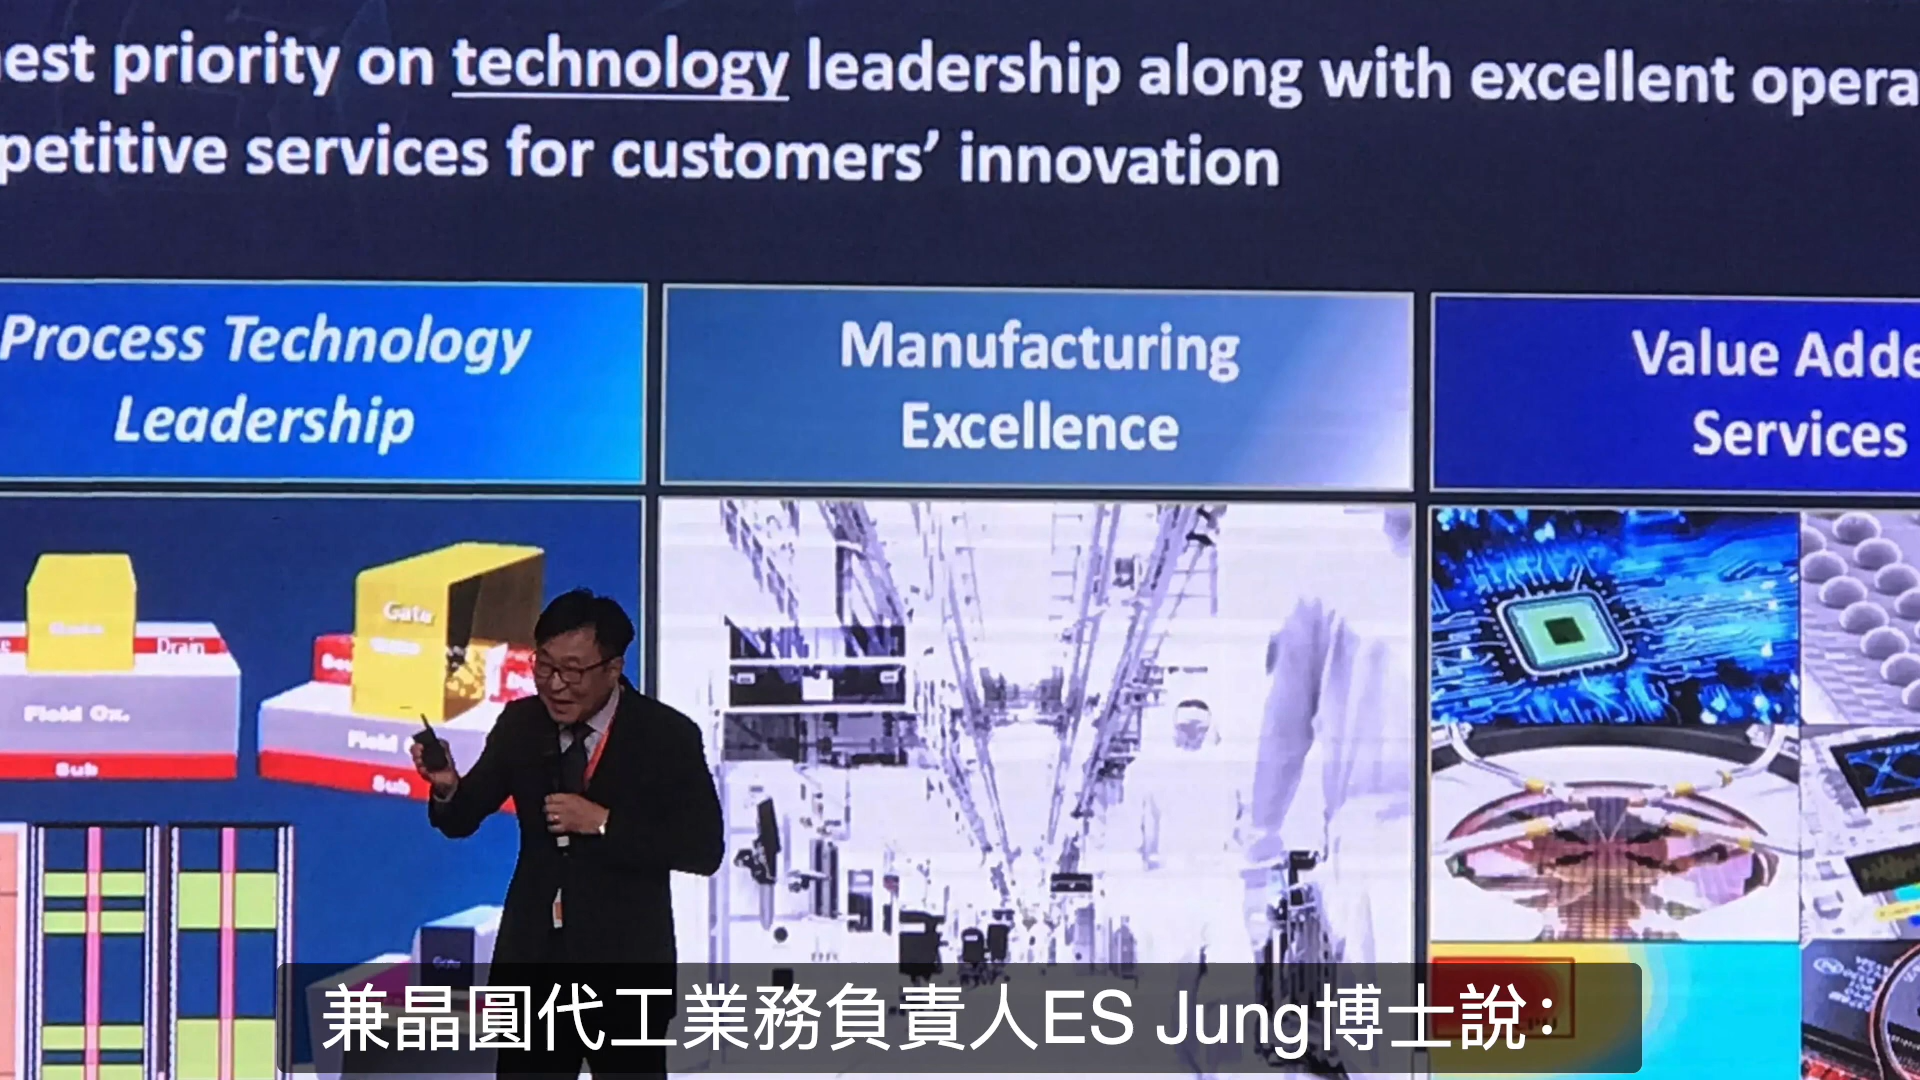 est priority on technology leadership along with excellent opera
petitive services for customers’ innovation
Process Technology
Leadership
Manufacturing
Excellence
Value Adde
Services
Gate
Drain
Field Ox.
Sub
Field
Sub
Gate
兼晶圓代工業務負責人ES Jung博士說：